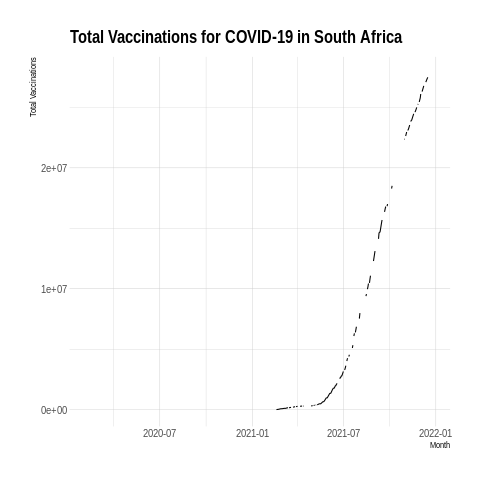 Total Vaccinations for COVID-19 in South Africa
Total Vaccinations
2e+07
1e+07
0e+00
2020-07 2021-01 2021-07 2022-01
Month